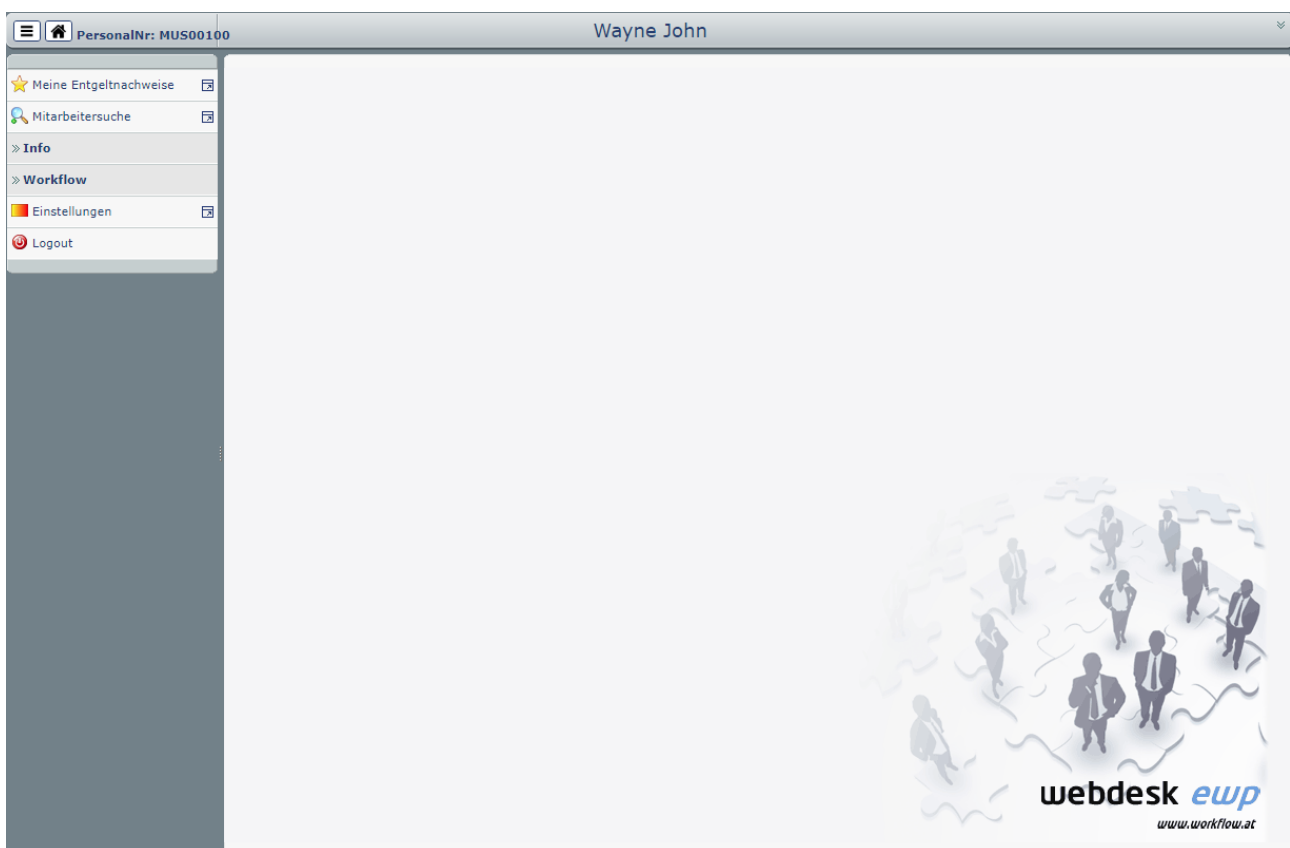 PersonalNr: MUS00100
Wayne John
Meine Entgeltnachweise
Mitarbeitersuche
» Info
» Workflow
Einstellungen
Logout
webdesk ewp
www.workflow.at